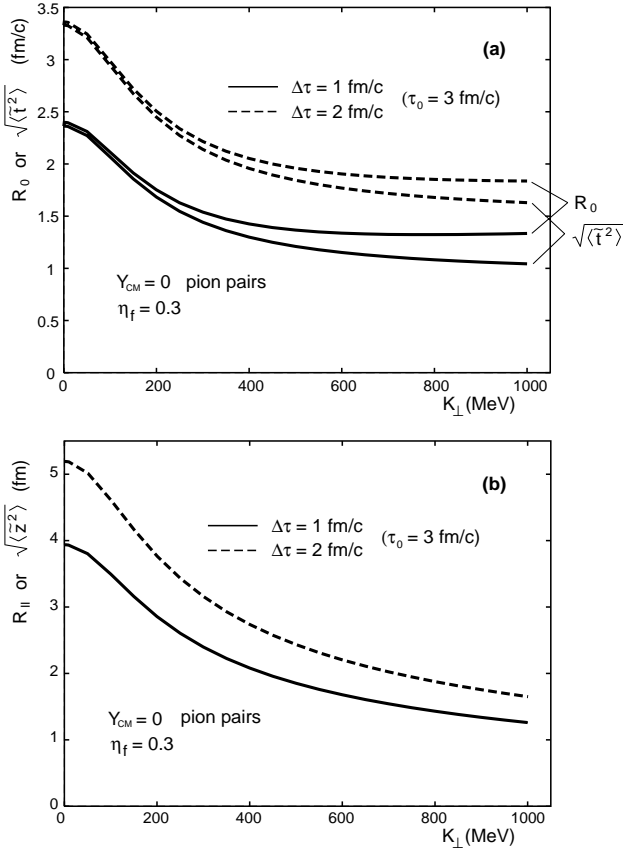 (a)
R₀ or √⟨t̃²⟩ (fm/c)
3.5
3
2.5
2
1.5
1
0.5
0
Δτ = 1 fm/c
Δτ = 2 fm/c
(τ₀ = 3 fm/c)
R₀
√⟨t̃²⟩
Y_CM = 0 pion pairs
η_f = 0.3
0 200 400 600 800 1000
K_⊥(MeV)
(b)
R_II or √⟨z̃²⟩ (fm)
5
4
3
2
1
0
Δτ = 1 fm/c
Δτ = 2 fm/c
(τ₀ = 3 fm/c)
Y_CM = 0 pion pairs
η_f = 0.3
0 200 400 600 800 1000
K_⊥(MeV)